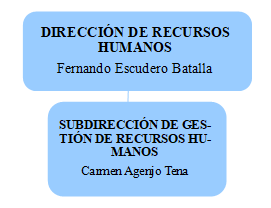 DIRECCIÓN DE RECURSOS
HUMANOS
Fernando Escudero Batalla
SUBDIRECCIÓN DE GES-
TIÓN DE RECURSOS HU-
MANOS
Carmen Agenjo Tena